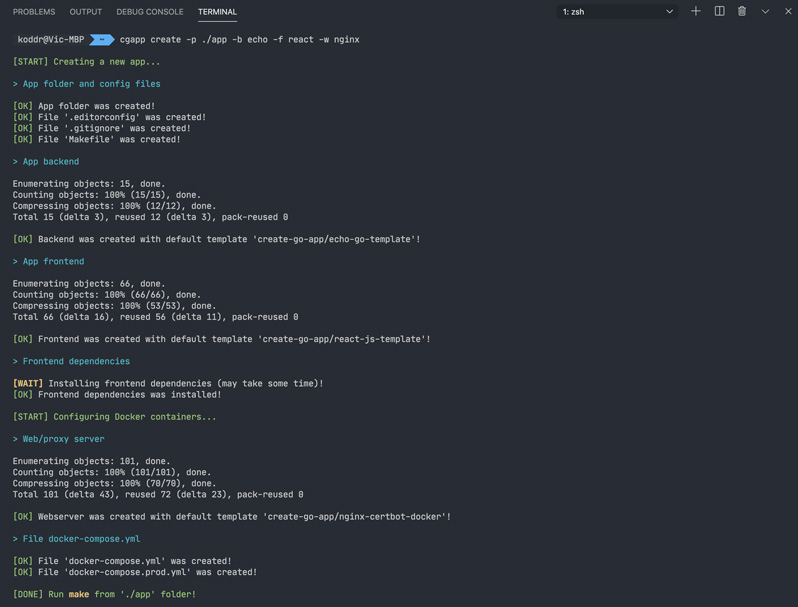 PROBLEMS OUTPUT DEBUG CONSOLE TERMINAL 1: zsh
koddr@Vic-MBP ~ cgapp create -p ./app -b echo -f react -w nginx
[START] Creating a new app...
> App folder and config files
[OK] App folder was created!
[OK] File '.editorconfig' was created!
[OK] File '.gitignore' was created!
[OK] File 'Makefile' was created!
> App backend
Enumerating objects: 15, done.
Counting objects: 100% (15/15), done.
Compressing objects: 100% (12/12), done.
Total 15 (delta 3), reused 12 (delta 3), pack-reused 0
[OK] Backend was created with default template 'create-go-app/echo-go-template'!
> App frontend
Enumerating objects: 66, done.
Counting objects: 100% (66/66), done.
Compressing objects: 100% (53/53), done.
Total 66 (delta 16), reused 56 (delta 11), pack-reused 0
[OK] Frontend was created with default template 'create-go-app/react-js-template'!
> Frontend dependencies
[WAIT] Installing frontend dependencies (may take some time)!
[OK] Frontend dependencies was installed!
[START] Configuring Docker containers...
> Web/proxy server
Enumerating objects: 101, done.
Counting objects: 100% (101/101), done.
Compressing objects: 100% (70/70), done.
Total 101 (delta 43), reused 72 (delta 23), pack-reused 0
[OK] Webserver was created with default template 'create-go-app/nginx-certbot-docker'!
> File docker-compose.yml
[OK] File 'docker-compose.yml' was created!
[OK] File 'docker-compose.prod.yml' was created!
[DONE] Run make from './app' folder!